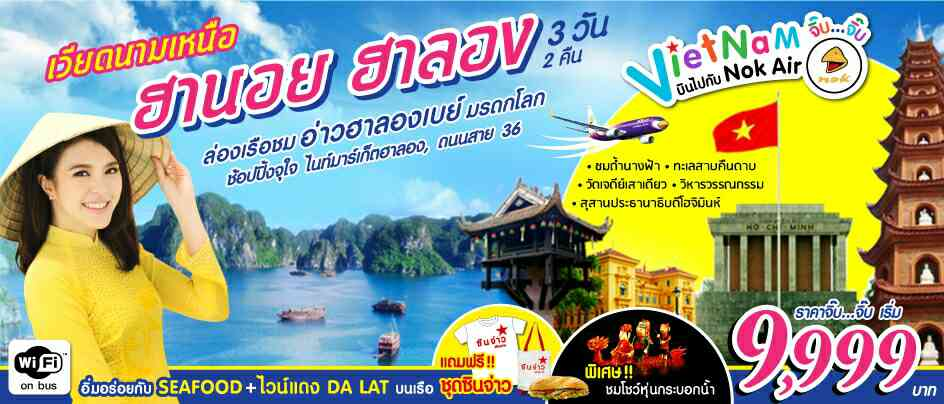 เวียดนามเหนือ
ฮานอย ฮาลอง 3 วัน
2 คืน
ล่องเรือชม อ่าวฮาลองเบย์ มรดกโลก
ช้อปปิ้งจุใจ ไนท์มาร์เก็ตฮาลอง, ถนนสาย 36
VietNaM จิ๊บ...จิ๊บ
บินไปกับ Nok Air
nok
• ชมถ้ำนางฟ้า • ทะเลสาบคืนดาบ
• วัดเจดีย์เสาเดียว • วิหารวรรณกรรม
• สุสานประธานาธิบดีโฮจิมินห์
HO CHI MINH
ราคาจิ๊บ...จิ๊บ เริ่ม
9,999
บาท
WiFi
on bus
อิ่มอร่อยกับ SEAFOOD + ไวน์แดง DA LAT บนเรือ
แถมฟรี !!
ชุดซินจ่าว
ซินจ่าว
ซินจ่าว
พิเศษ !!
ชมโชว์หุ่นกระบอกน้ำ